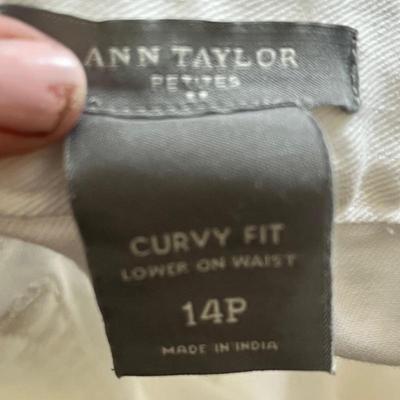 ANN TAYLOR
PETITES
CURVY FIT
LOWER ON WAIST
14P
MADE IN INDIA